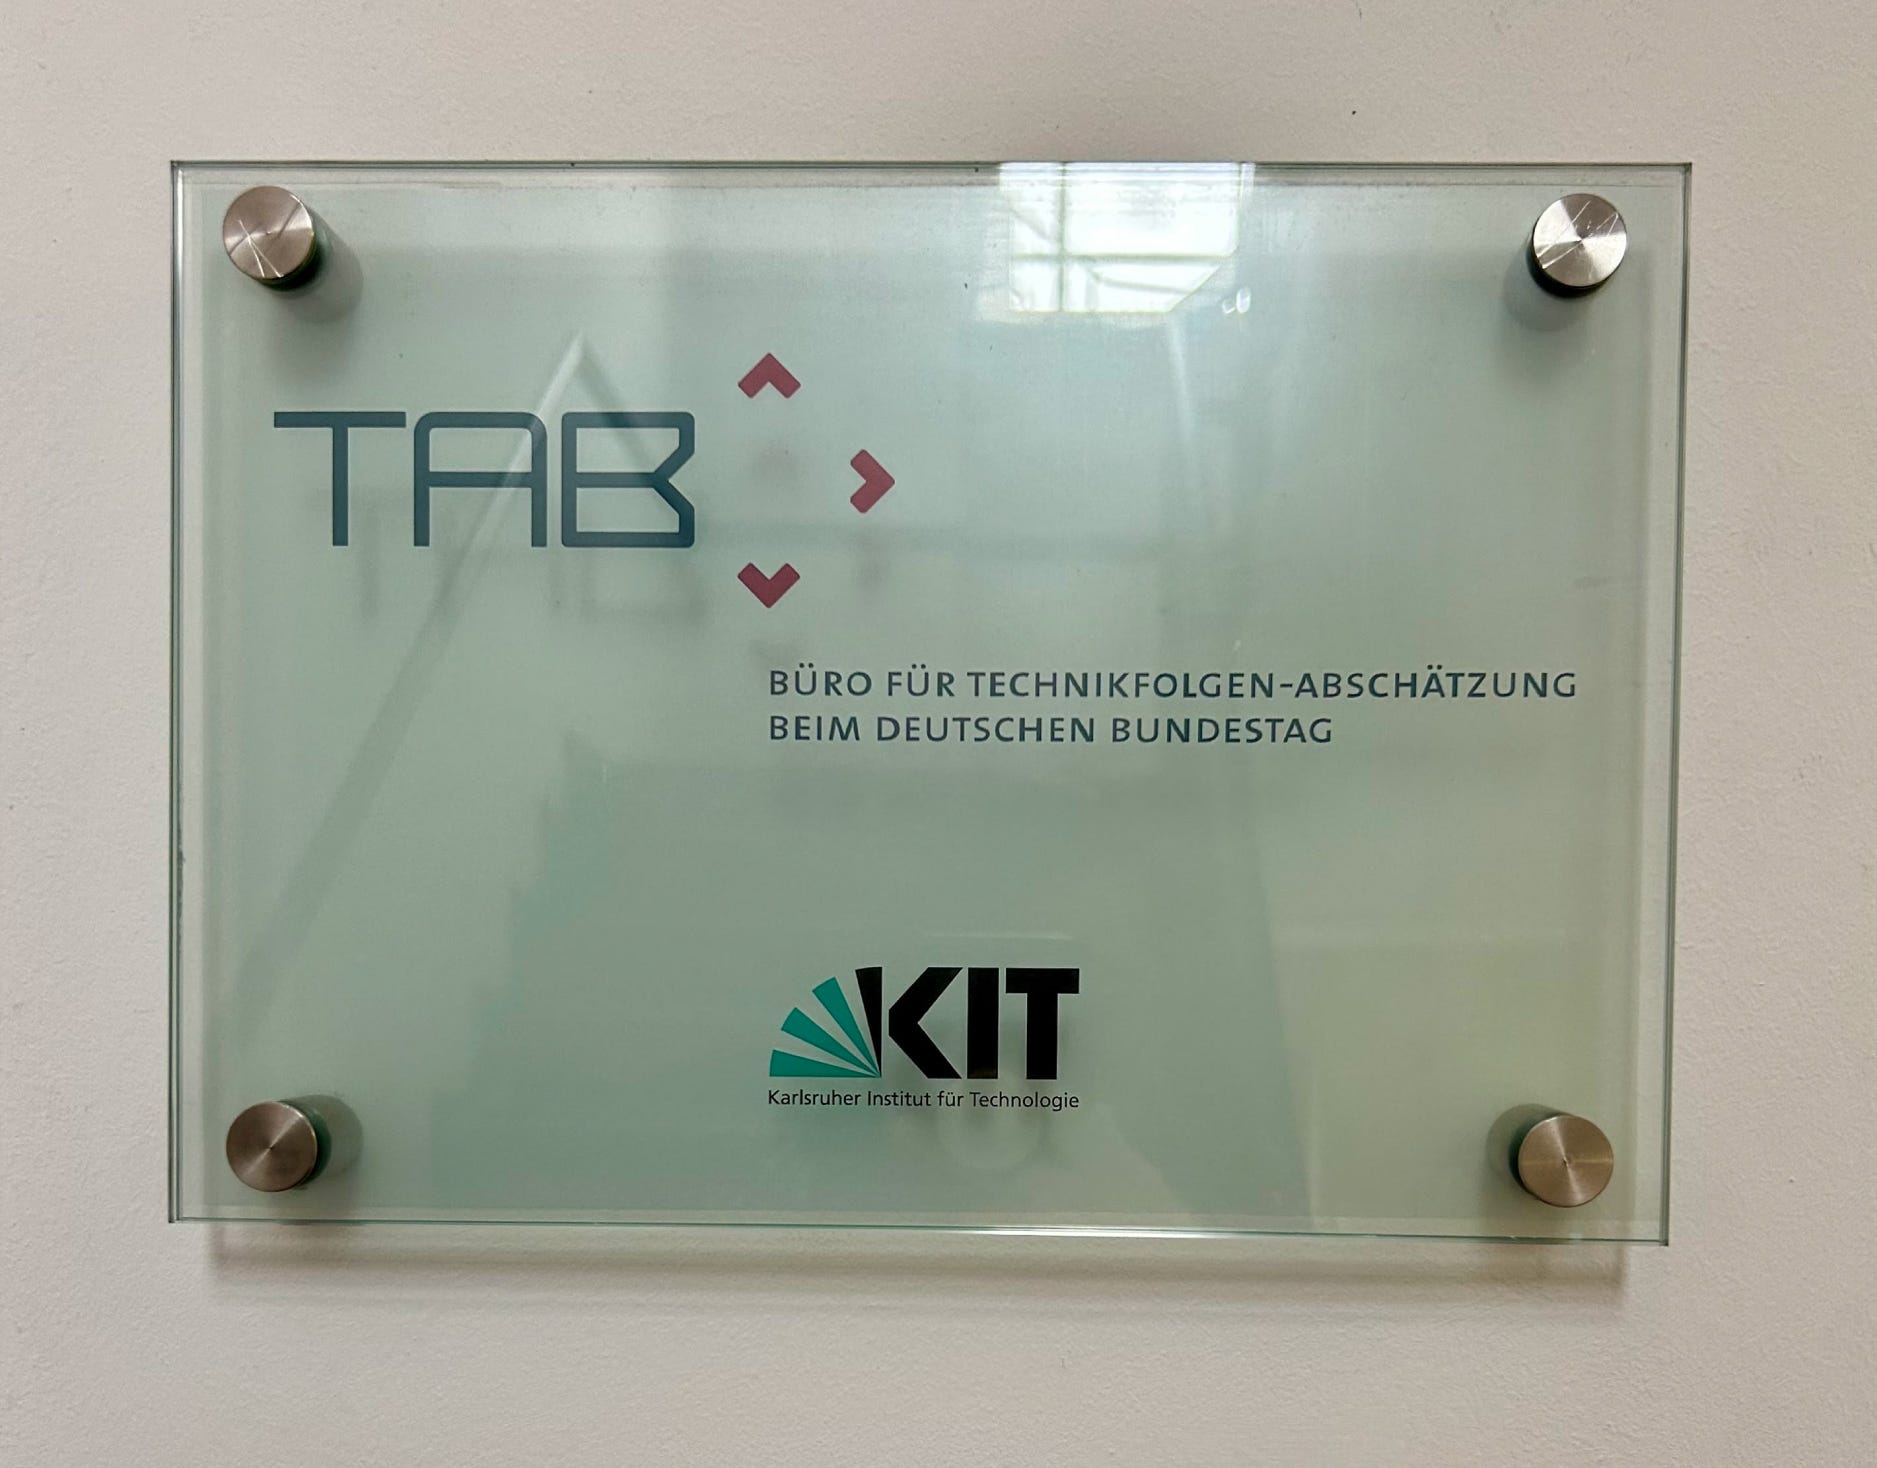 TAB
BÜRO FÜR TECHNIKFOLGEN-ABSCHÄTZUNG
BEIM DEUTSCHEN BUNDESTAG
KIT
Karlsruher Institut für Technologie